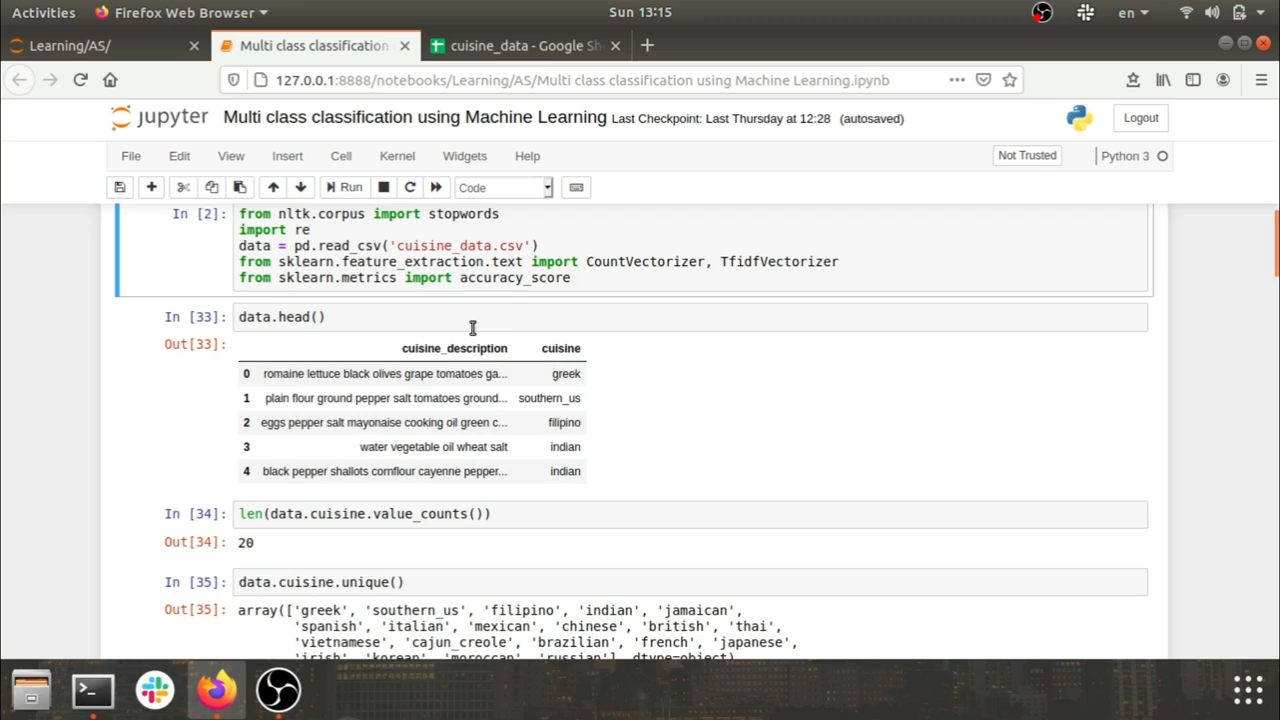 Activities Firefox Web Browser Sun 13:15 en
Learning/AS/ Multi class classification cuisine_data - Google She
127.0.0.1:8888/notebooks/Learning/AS/Multi class classification using Machine Learning.ipynb
jupyter Multi class classification using Machine Learning Last Checkpoint: Last Thursday at 12:28 (autosaved) Logout
File Edit View Insert Cell Kernel Widgets Help Not Trusted Python 3
Run Code
In [2]: from nltk.corpus import stopwords
import re
data = pd.read_csv('cuisine_data.csv')
from sklearn.feature_extraction.text import CountVectorizer, TfidfVectorizer
from sklearn.metrics import accuracy_score
In [33]: data.head()
Out[33]:
cuisine_description cuisine
0 romaine lettuce black olives grape tomatoes ga... greek
1 plain flour ground pepper salt tomatoes ground... southern_us
2 eggs pepper salt mayonaise cooking oil green c... filipino
3 water vegetable oil wheat salt indian
4 black pepper shallots cornflour cayenne pepper... indian
In [34]: len(data.cuisine.value_counts())
Out[34]: 20
In [35]: data.cuisine.unique()
Out[35]: array(['greek', 'southern_us', 'filipino', 'indian', 'jamaican',
'spanish', 'italian', 'mexican', 'chinese', 'british', 'thai',
'vietnamese', 'cajun_creole', 'brazilian', 'french', 'japanese',
'irish', 'korean', 'moroccan', 'russian'], dtype=object)